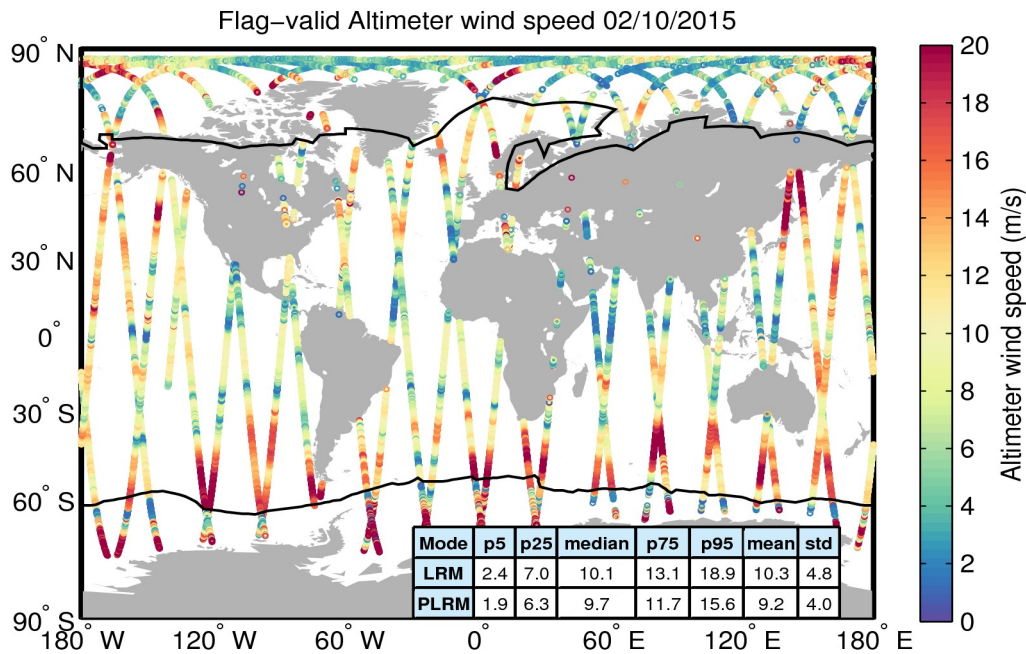 Flag−valid Altimeter wind speed 02/10/2015
90° N
60° N
30° N
0°
30° S
60° S
90° S
180° W
120° W
60° W
0°
60° E
120° E
180° E
Mode p5 p25 median p75 p95 mean std
LRM 2.4 7.0 10.1 13.1 18.9 10.3 4.8
PLRM 1.9 6.3 9.7 11.7 15.6 9.2 4.0
20
18
16
14
12
10
8
6
4
2
0
Altimeter wind speed (m/s)